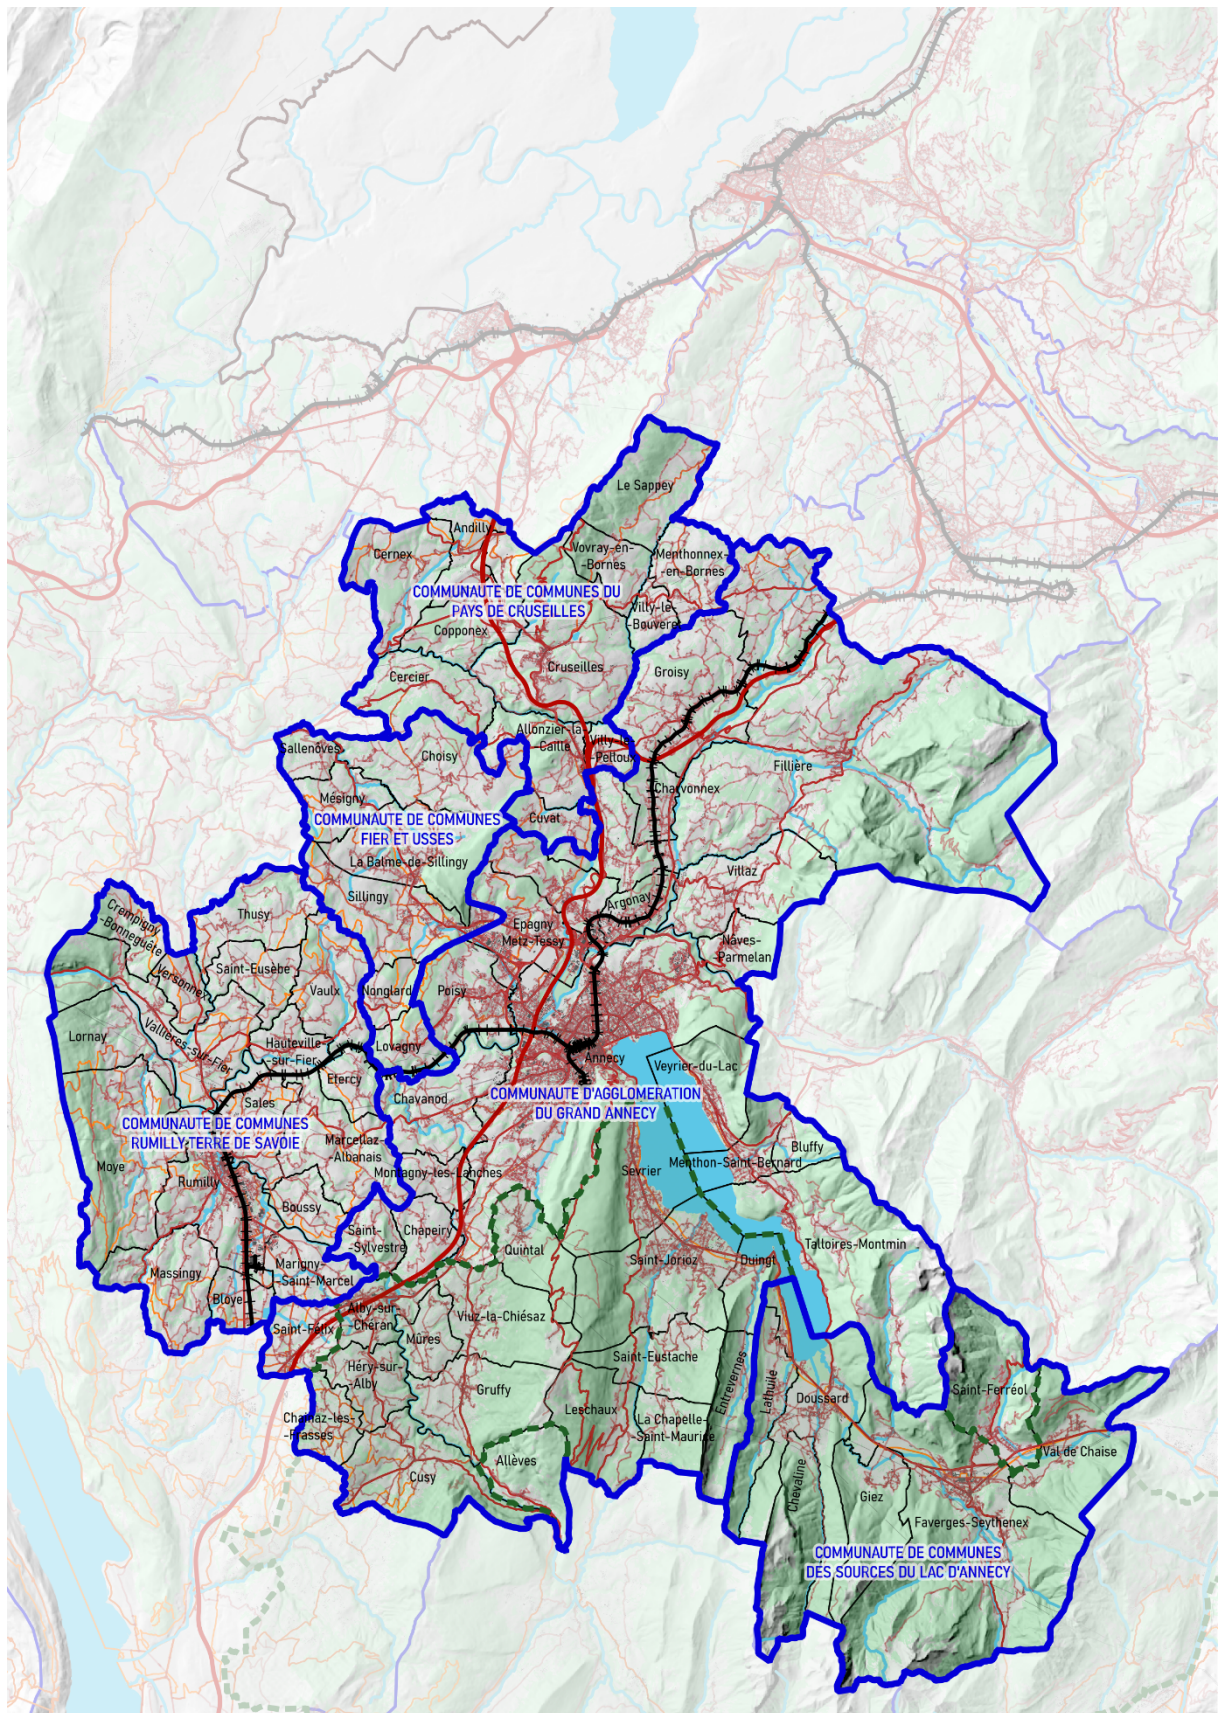 Le Sappey
Andilly
Cernex
Vovray-en-
-Bornes
Menthonnex-
-en-Bornes
COMMUNAUTE DE COMMUNES DU
PAYS DE CRUSEILLES
Villy-le-
-Bouveret
Copponex
Cruseilles
Groisy
Cercier
Allonzier-la-
-Caille
Villy-le-
-Pelloux
Sallenôves
Choisy
Fillière
Charvonnex
Mésigny
COMMUNAUTE DE COMMUNES
FIER ET USSES
Cuvat
La Balme-de-Sillingy
Villaz
Sillingy
Argonay
Crempigny
-Bonneguête
Thusy
Epagny
Metz-Tessy
Nâves-
-Parmelan
Versonnex
Saint-Eusèbe
Vaulx
Nonglard
Poisy
Lornay
Vallières-sur-Fier
Hauteville-
-sur-Fier
Lovagny
Annecy
Veyrier-du-Lac
Etercy
Chavanod
COMMUNAUTE D'AGGLOMERATION
DU GRAND ANNECY
Sales
COMMUNAUTE DE COMMUNES
RUMILLY TERRE DE SAVOIE
Marcellaz-
-Albanais
Bluffy
Moye
Montagny-les-Lanches
Sevrier
Menthon-Saint-Bernard
Rumilly
Boussy
Saint-
-Sylvestre
Chapeiry
Quintal
Saint-Jorioz
Duingt
Talloires-Montmin
Massingy
Marigny-
-Saint-Marcel
Bloye
Saint-Félix
Alby-sur-
-Chéran
Viuz-la-Chiésaz
Mûres
Saint-Eustache
Héry-sur-
-Alby
Gruffy
Entrevernes
Lathuile
Doussard
Saint-Ferréol
Chainaz-les-
-Frasses
Leschaux
La Chapelle-
-Saint-Maurice
Val de Chaise
Allèves
Cusy
Chevaline
Giez
Faverges-Seythenex
COMMUNAUTE DE COMMUNES
DES SOURCES DU LAC D'ANNECY